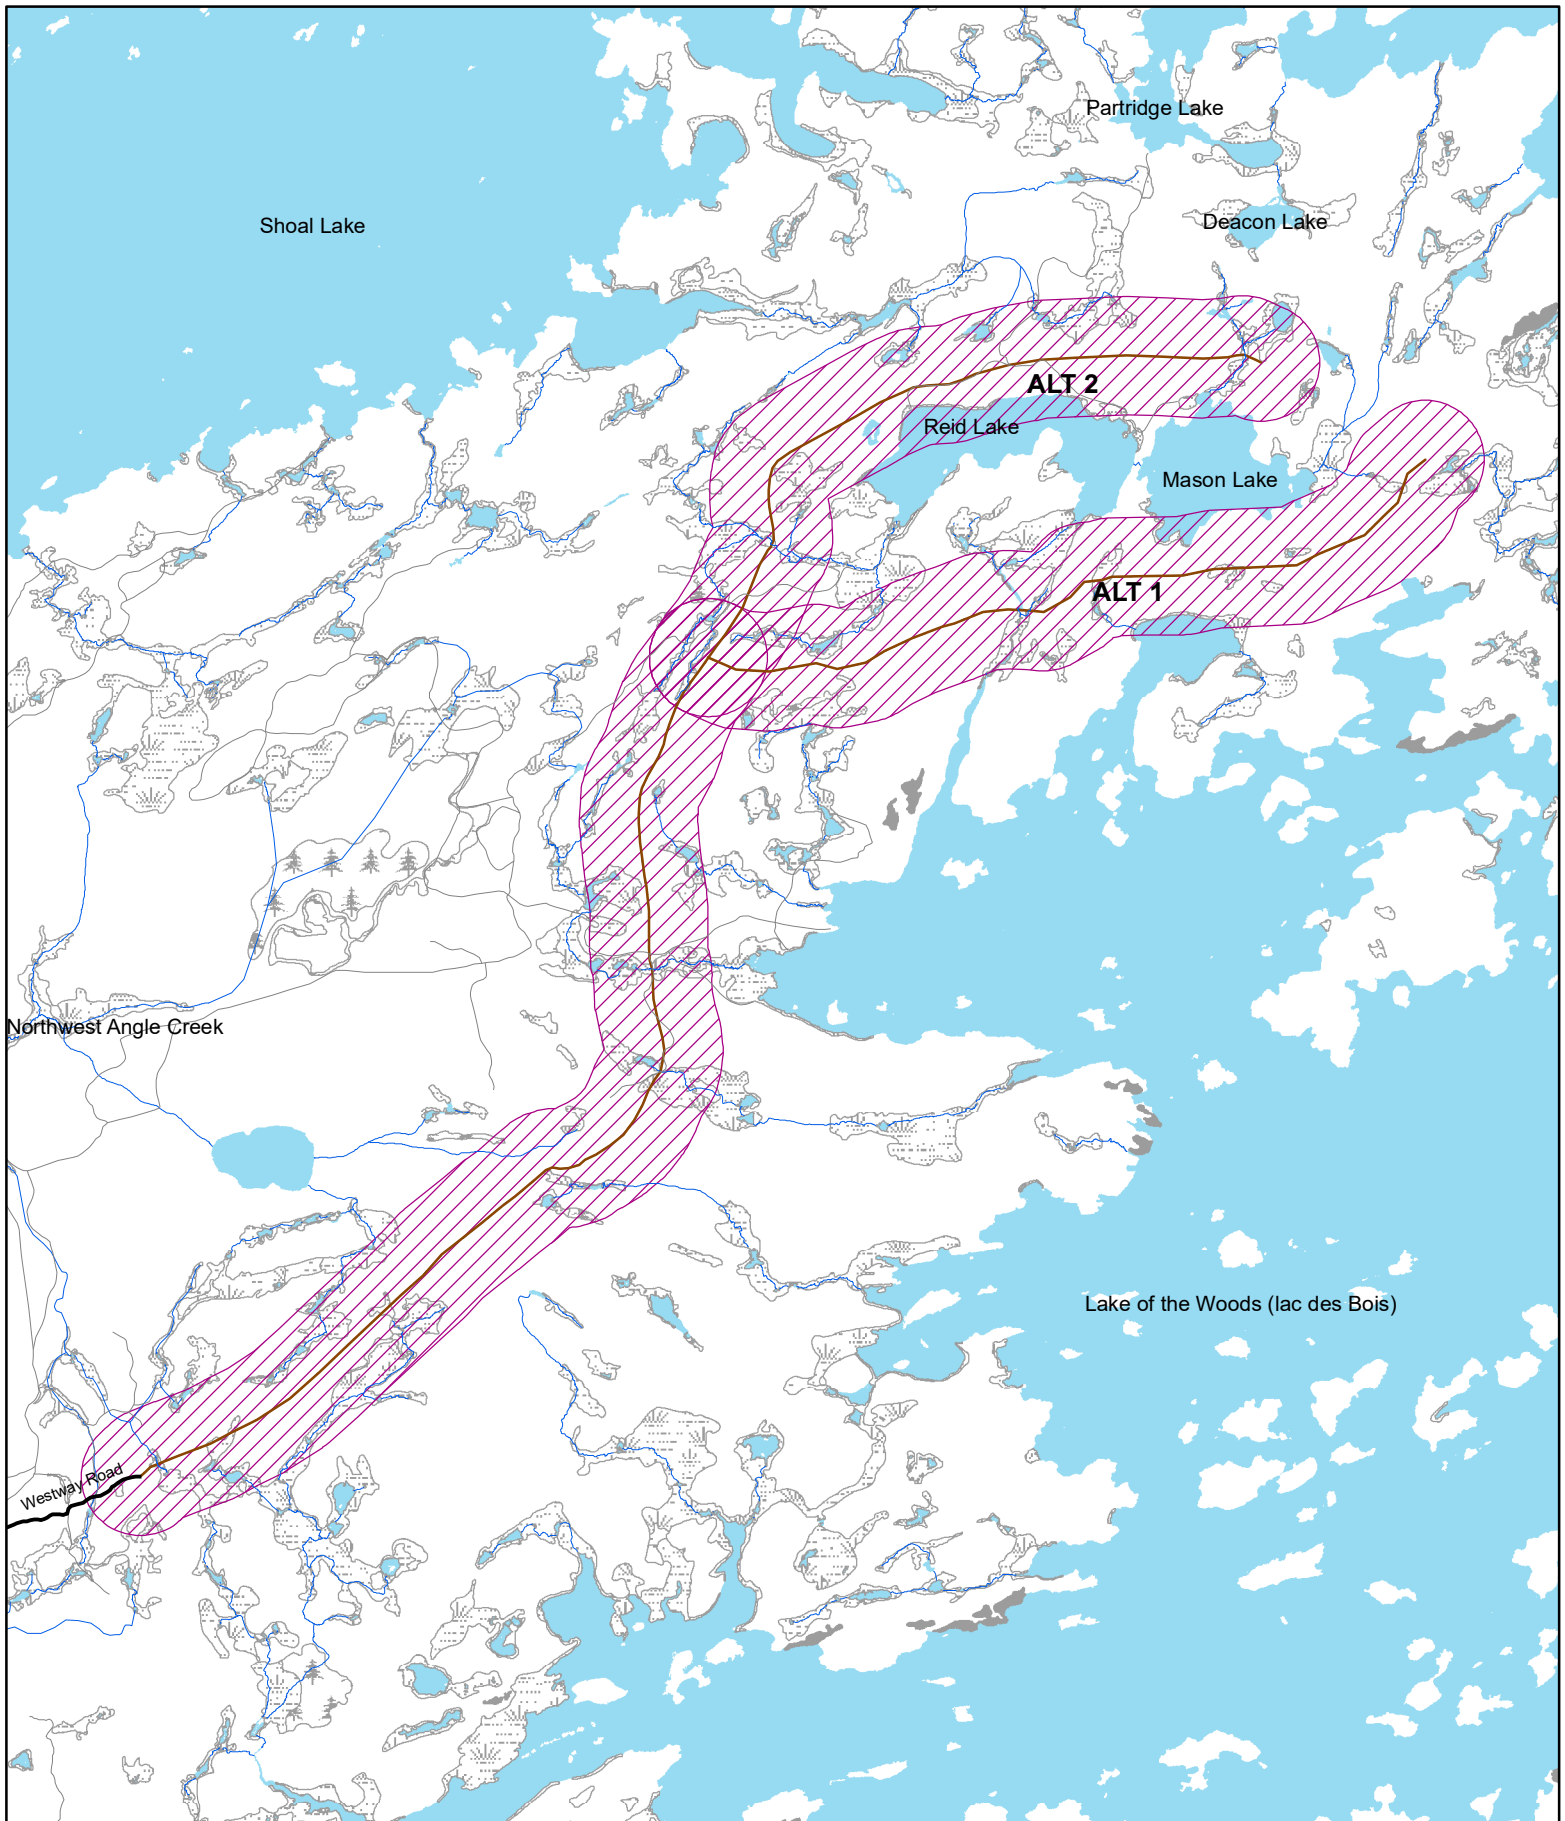 Partridge Lake
Shoal Lake
Deacon Lake
ALT 2
Reid Lake
Mason Lake
ALT 1
Northwest Angle Creek
Lake of the Woods (lac des Bois)
Westway Road